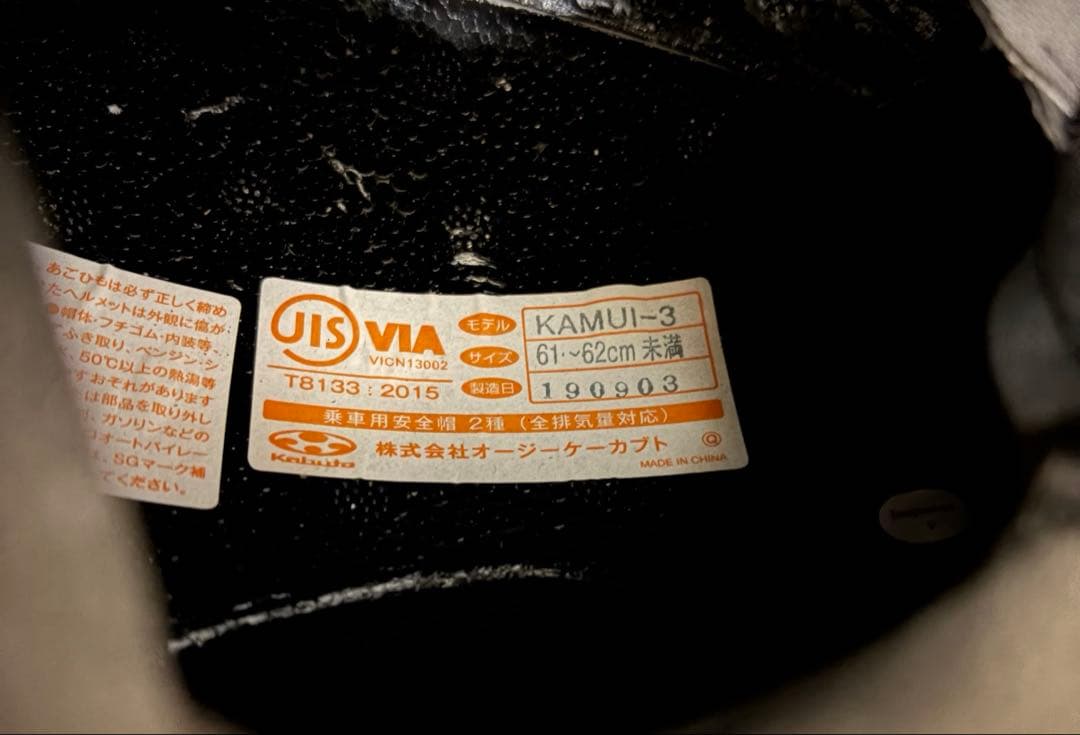 あごひもは必ず正しく締め
たヘルメットは外観に傷が
●帽体・フチゴム・内装等
ふき取り、ベンジン・シ
、50℃以上の熱湯等
すおそれがあります
は部品を取り外し
、ガソリンなどの
オートバイレー
、SGマーク補
てください。
JIS VIA
VICN13002
T8133:2015
モデル KAMUI-3
サイズ 61~62cm 未満
製造日 190903
乗車用安全帽 2種(全排気量対応)
Kabuto 株式会社オージーケーカブト
Q
MADE IN CHINA